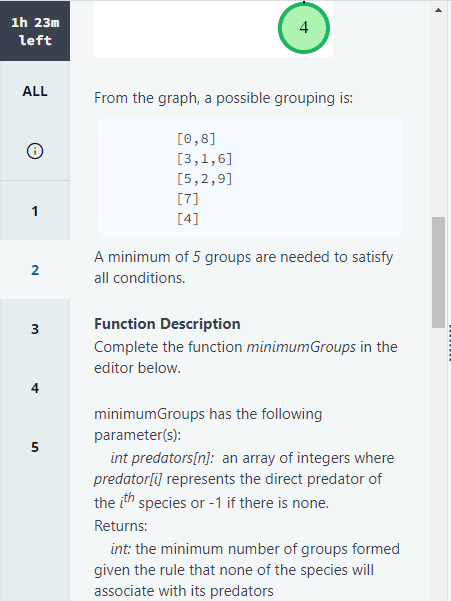 1h 23m
left
ALL
1
2
3
4
5
4
From the graph, a possible grouping is:
[0,8]
[3,1,6]
[5,2,9]
[7]
[4]
A minimum of 5 groups are needed to satisfy
all conditions.
Function Description
Complete the function minimumGroups in the
editor below.
minimumGroups has the following
parameter(s):
int predators[n]: an array of integers where
predator[i] represents the direct predator of
the ith species or -1 if there is none.
Returns:
int: the minimum number of groups formed
given the rule that none of the species will
associate with its predators